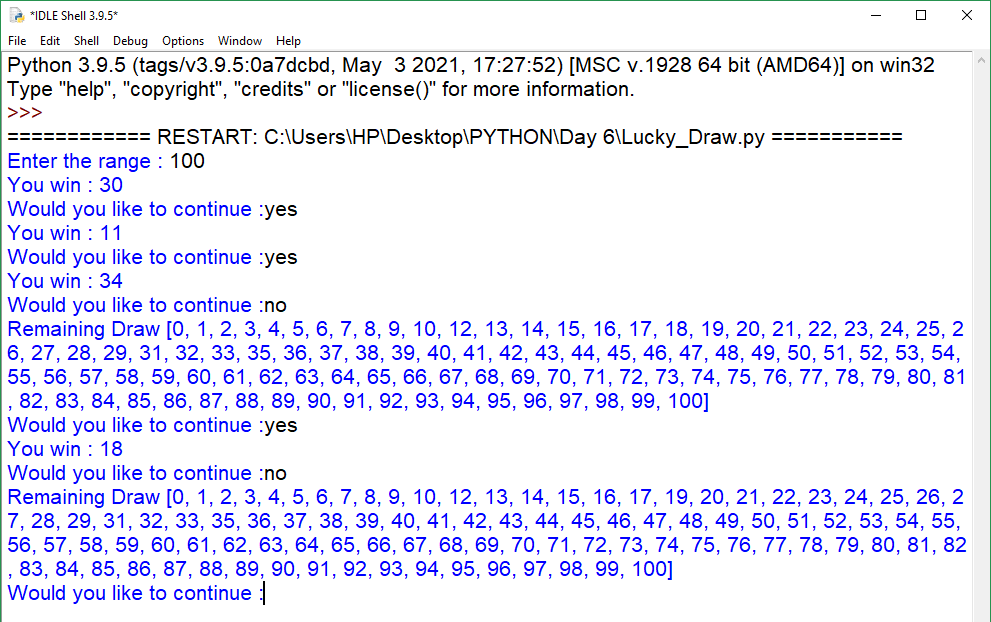 *IDLE Shell 3.9.5*
File Edit Shell Debug Options Window Help
Python 3.9.5 (tags/v3.9.5:0a7dcbd, May  3 2021, 17:27:52) [MSC v.1928 64 bit (AMD64)] on win32
Type "help", "copyright", "credits" or "license()" for more information.
>>>
============ RESTART: C:\Users\HP\Desktop\PYTHON\Day 6\Lucky_Draw.py ===========
Enter the range : 100
You win : 30
Would you like to continue :yes
You win : 11
Would you like to continue :yes
You win : 34
Would you like to continue :no
Remaining Draw [0, 1, 2, 3, 4, 5, 6, 7, 8, 9, 10, 12, 13, 14, 15, 16, 17, 18, 19, 20, 21, 22, 23, 24, 25, 2
6, 27, 28, 29, 31, 32, 33, 35, 36, 37, 38, 39, 40, 41, 42, 43, 44, 45, 46, 47, 48, 49, 50, 51, 52, 53, 54,
55, 56, 57, 58, 59, 60, 61, 62, 63, 64, 65, 66, 67, 68, 69, 70, 71, 72, 73, 74, 75, 76, 77, 78, 79, 80, 81
, 82, 83, 84, 85, 86, 87, 88, 89, 90, 91, 92, 93, 94, 95, 96, 97, 98, 99, 100]
Would you like to continue :yes
You win : 18
Would you like to continue :no
Remaining Draw [0, 1, 2, 3, 4, 5, 6, 7, 8, 9, 10, 12, 13, 14, 15, 16, 17, 19, 20, 21, 22, 23, 24, 25, 26, 2
7, 28, 29, 31, 32, 33, 35, 36, 37, 38, 39, 40, 41, 42, 43, 44, 45, 46, 47, 48, 49, 50, 51, 52, 53, 54, 55,
56, 57, 58, 59, 60, 61, 62, 63, 64, 65, 66, 67, 68, 69, 70, 71, 72, 73, 74, 75, 76, 77, 78, 79, 80, 81, 82
, 83, 84, 85, 86, 87, 88, 89, 90, 91, 92, 93, 94, 95, 96, 97, 98, 99, 100]
Would you like to continue :